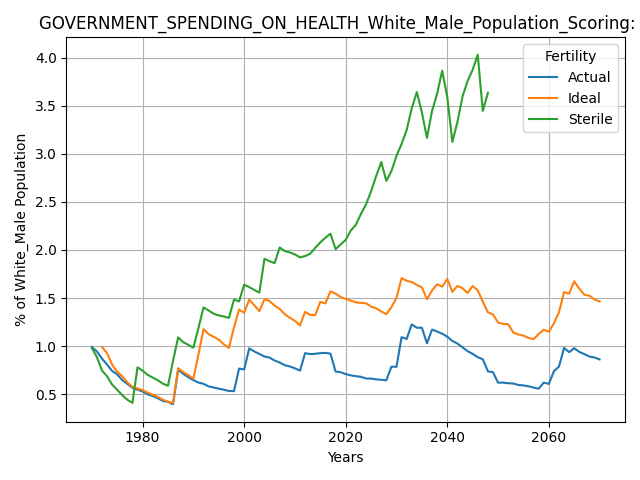 GOVERNMENT_SPENDING_ON_HEALTH_White_Male_Population_Scoring:
Fertility
Actual
Ideal
Sterile
4.0
3.5
3.0
2.5
2.0
1.5
1.0
0.5
% of White_Male Population
1980
2000
2020
2040
2060
Years